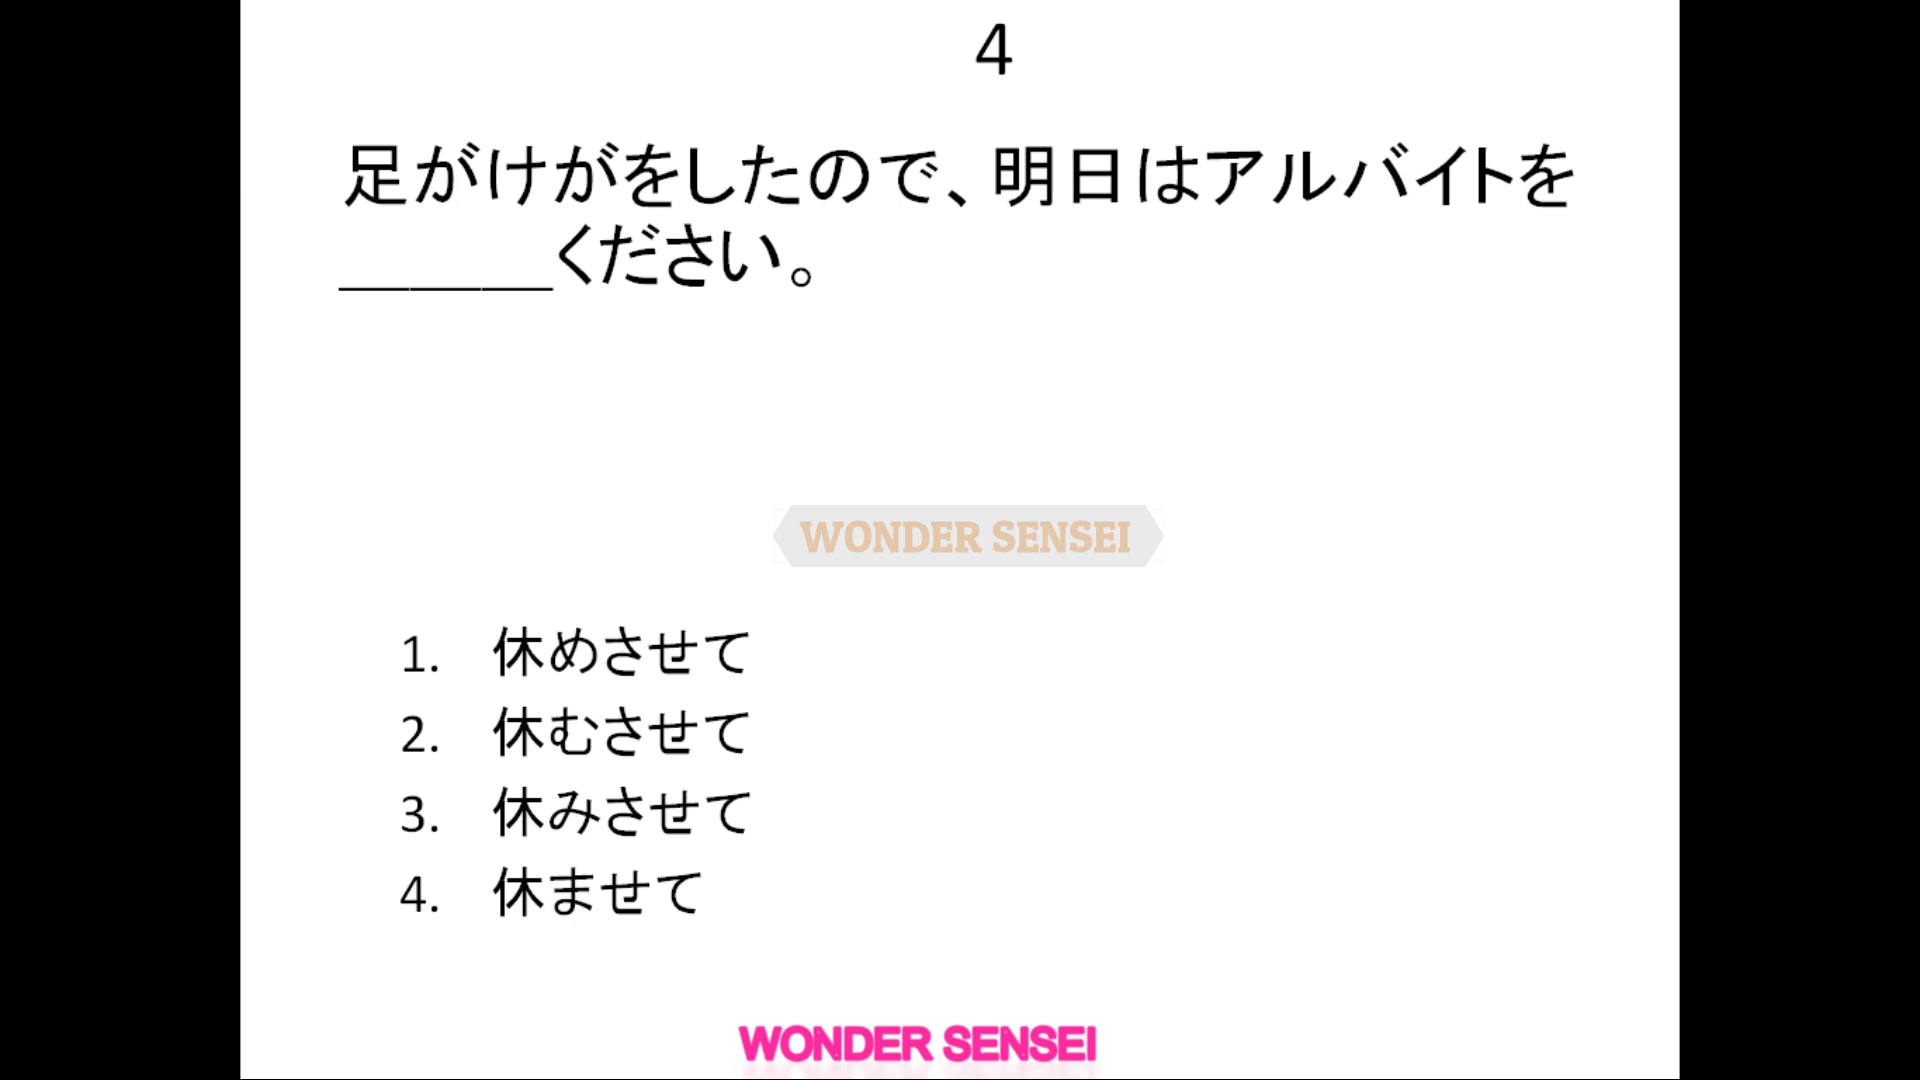 4
足がけがをしたので、明日はアルバイトを
______ください。
WONDER SENSEI
1. 休めさせて
2. 休むさせて
3. 休みさせて
4. 休ませて
WONDER SENSEI